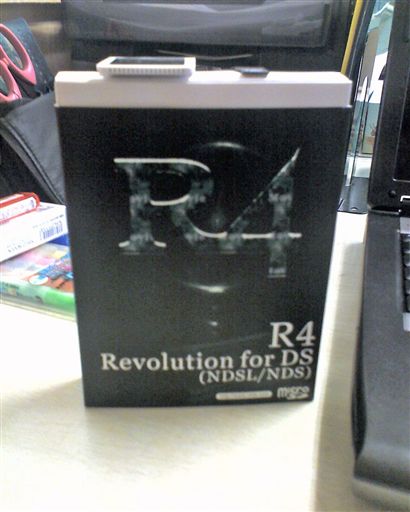 R4
R4
Revolution for DS
(NDSL/NDS)
micro